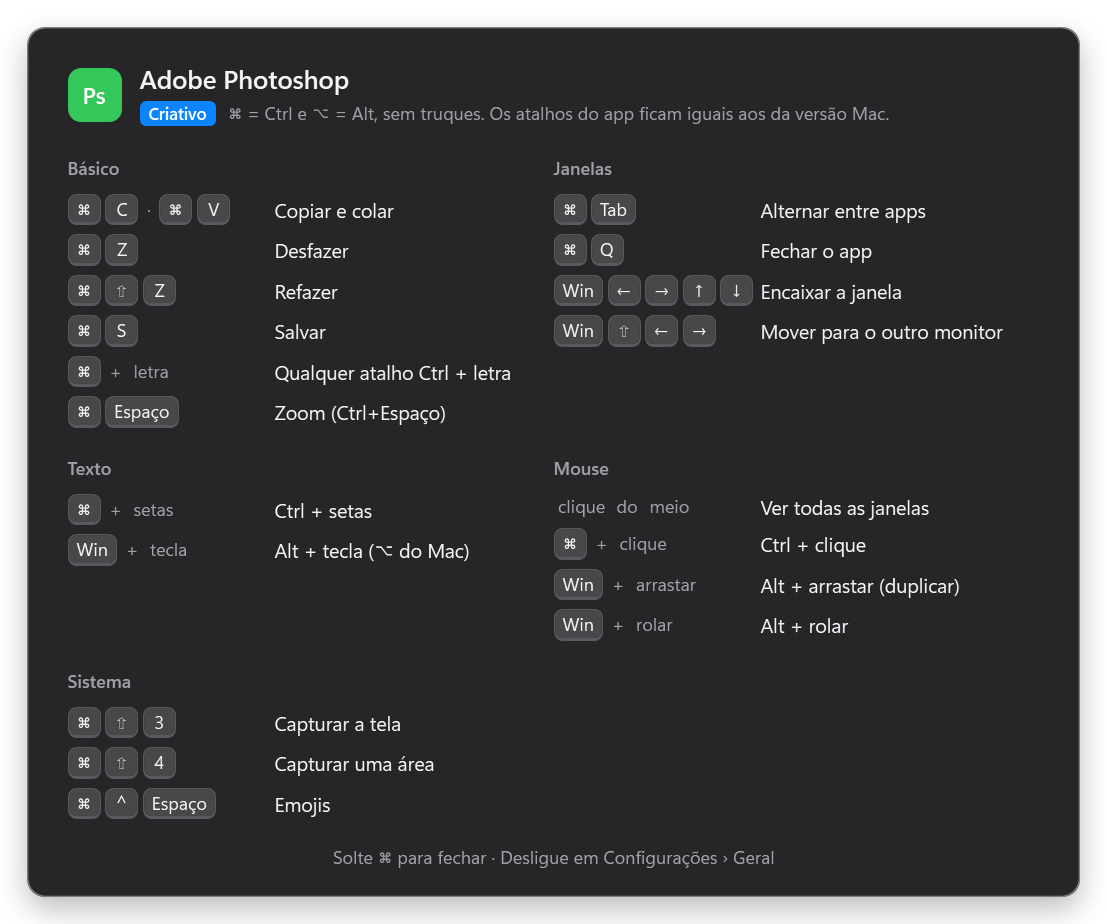 Ps
Adobe Photoshop
Criativo ⌘ = Ctrl e ⌥ = Alt, sem truques. Os atalhos do app ficam iguais aos da versão Mac.
Básico
⌘ C · ⌘ V Copiar e colar
⌘ Z Desfazer
⌘ ⇧ Z Refazer
⌘ S Salvar
⌘ + letra Qualquer atalho Ctrl + letra
⌘ Espaço Zoom (Ctrl+Espaço)
Janelas
⌘ Tab Alternar entre apps
⌘ Q Fechar o app
Win ← → ↑ ↓ Encaixar a janela
Win ⇧ ← → Mover para o outro monitor
Texto
⌘ + setas Ctrl + setas
Win + tecla Alt + tecla (⌥ do Mac)
Mouse
clique do meio Ver todas as janelas
⌘ + clique Ctrl + clique
Win + arrastar Alt + arrastar (duplicar)
Win + rolar Alt + rolar
Sistema
⌘ ⇧ 3 Capturar a tela
⌘ ⇧ 4 Capturar uma área
⌘ ^ Espaço Emojis
Solte ⌘ para fechar · Desligue em Configurações › Geral